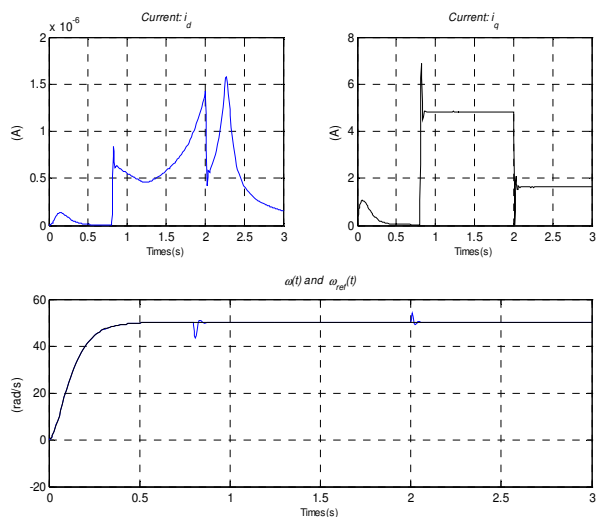 Current: i_d
x 10^-6
2
1.5
1
0.5
0
(A)
0 0.5 1 1.5 2 2.5 3
Times(s)
Current: i_q
8
6
4
2
0
(A)
0 0.5 1 1.5 2 2.5 3
Times(s)
ω(t) and ω_ref(t)
60
40
20
0
-20
(rad/s)
0 0.5 1 1.5 2 2.5 3
Times(s)